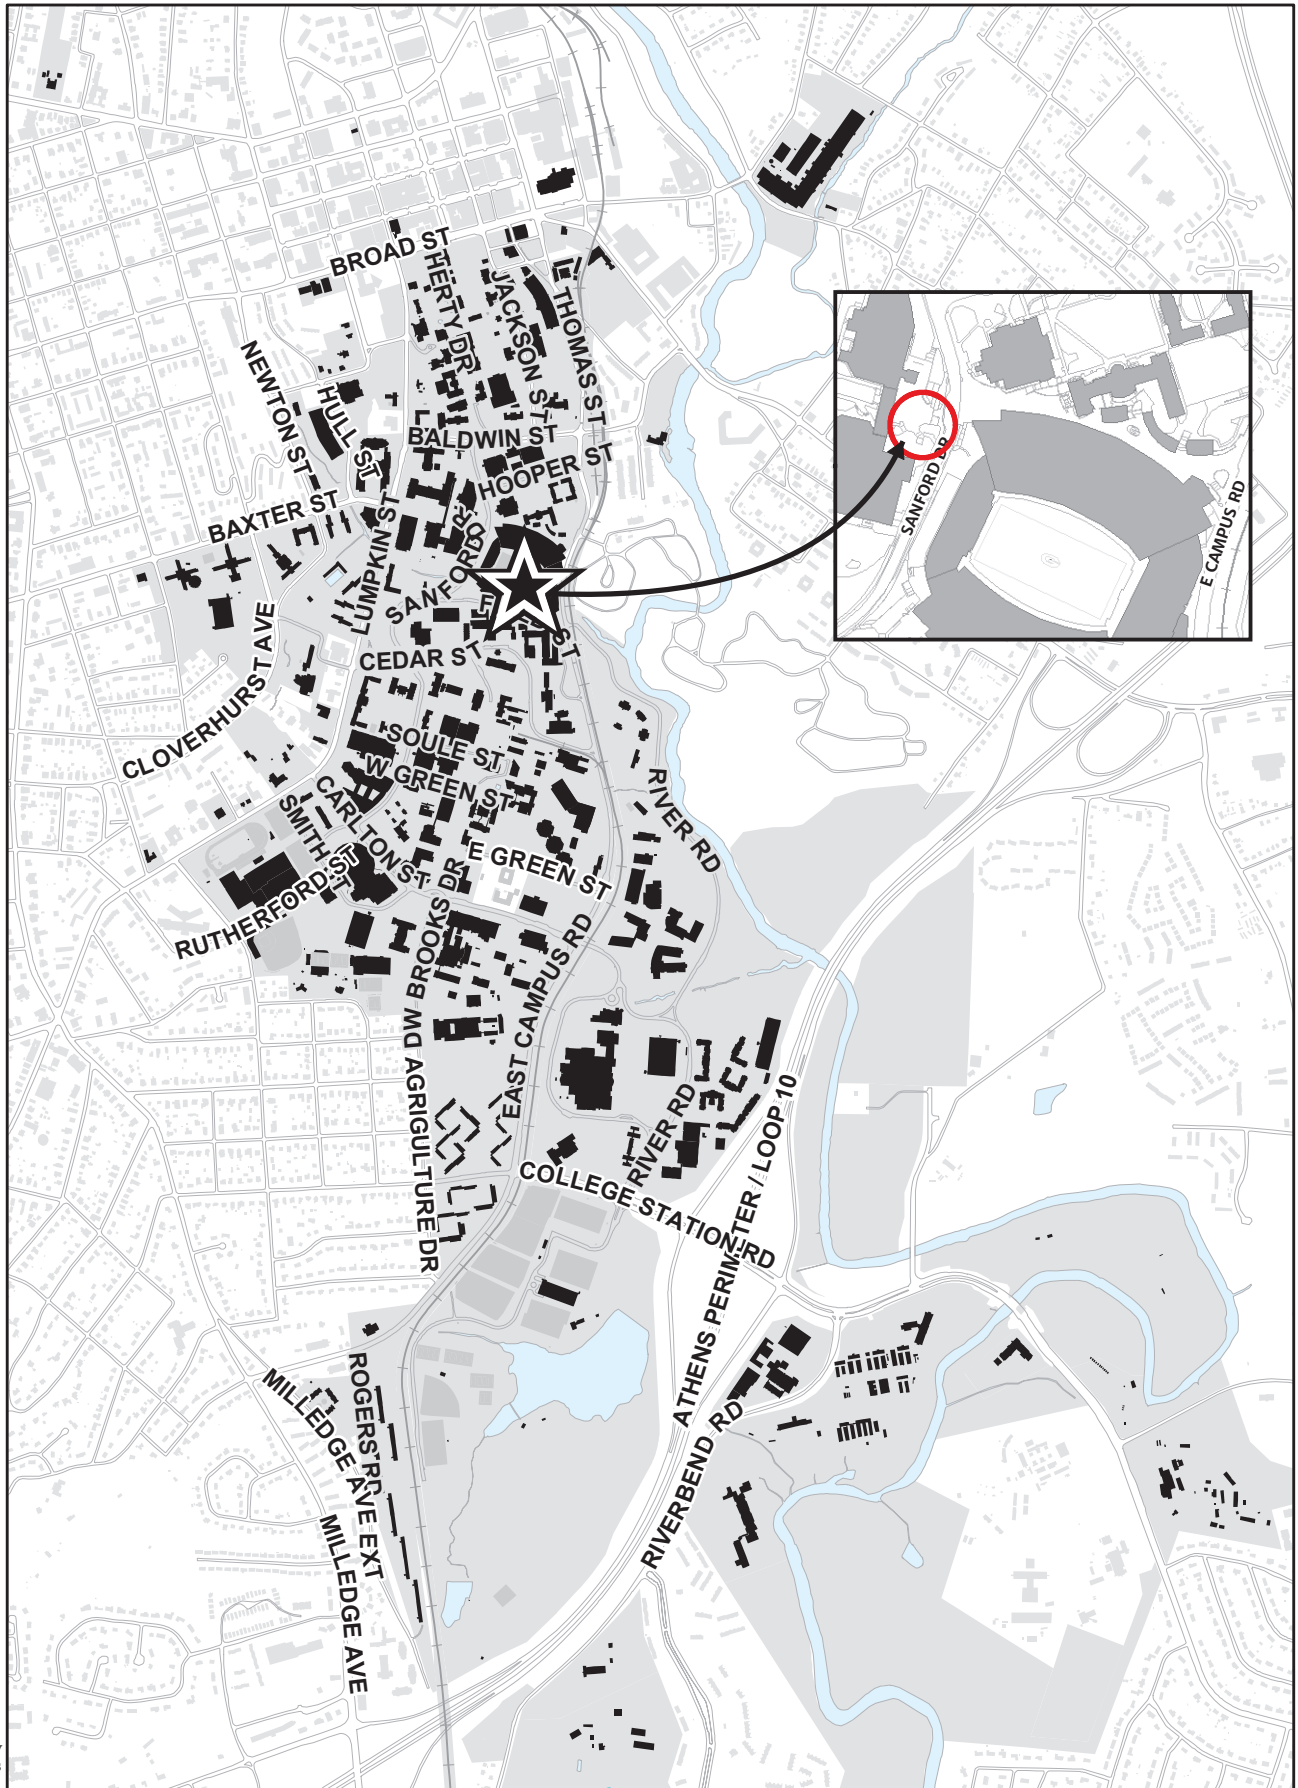 BROAD ST
HERTY DR
JACKSON ST
THOMAS ST
NEWTON ST
HULL ST
BALDWIN ST
HOOPER ST
BAXTER ST
LUMPKIN ST
SANFORD DR
SANFORD DR
E CAMPUS RD
CEDAR ST
ST
CLOVERHURST AVE
SOULE ST
W GREEN ST
CARLTON ST
SMITH ST
RUTHERFORD ST
E GREEN ST
RIVER RD
DW BROOKS DR
EAST CAMPUS RD
AGRIGULTURE DR
RIVER RD
COLLEGE STATION RD
ATHENS PERIMETER / LOOP 10
RIVERBEND RD
ROGERS RD
MILLEDGE AVE EXT
MILLEDGE AVE